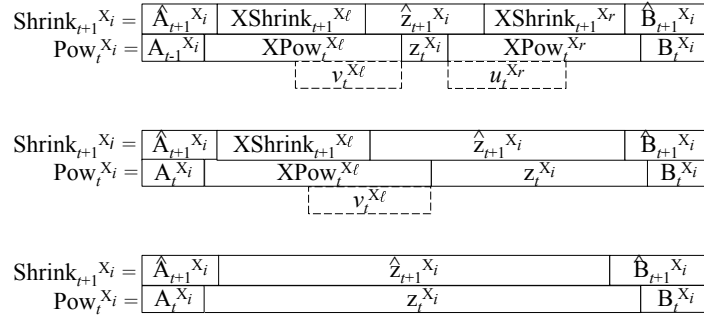 Shrink_{t+1}^{X_i} = Â_{t+1}^{X_i} XShrink_{t+1}^{X_ℓ} ẑ_{t+1}^{X_i} XShrink_{t+1}^{X_r} B̂_{t+1}^{X_i}
Pow_t^{X_i} = A_{t-1}^{X_i} XPow_t^{X_ℓ} z_t^{X_i} XPow_t^{X_r} B_t^{X_i}
v_t^{X_ℓ} u_t^{X_r}
Shrink_{t+1}^{X_i} = Â_{t+1}^{X_i} XShrink_{t+1}^{X_ℓ} ẑ_{t+1}^{X_i} B̂_{t+1}^{X_i}
Pow_t^{X_i} = A_t^{X_i} XPow_t^{X_ℓ} z_t^{X_i} B_t^{X_i}
v_t^{X_ℓ}
Shrink_{t+1}^{X_i} = Â_{t+1}^{X_i} ẑ_{t+1}^{X_i} B̂_{t+1}^{X_i}
Pow_t^{X_i} = A_t^{X_i} z_t^{X_i} B_t^{X_i}